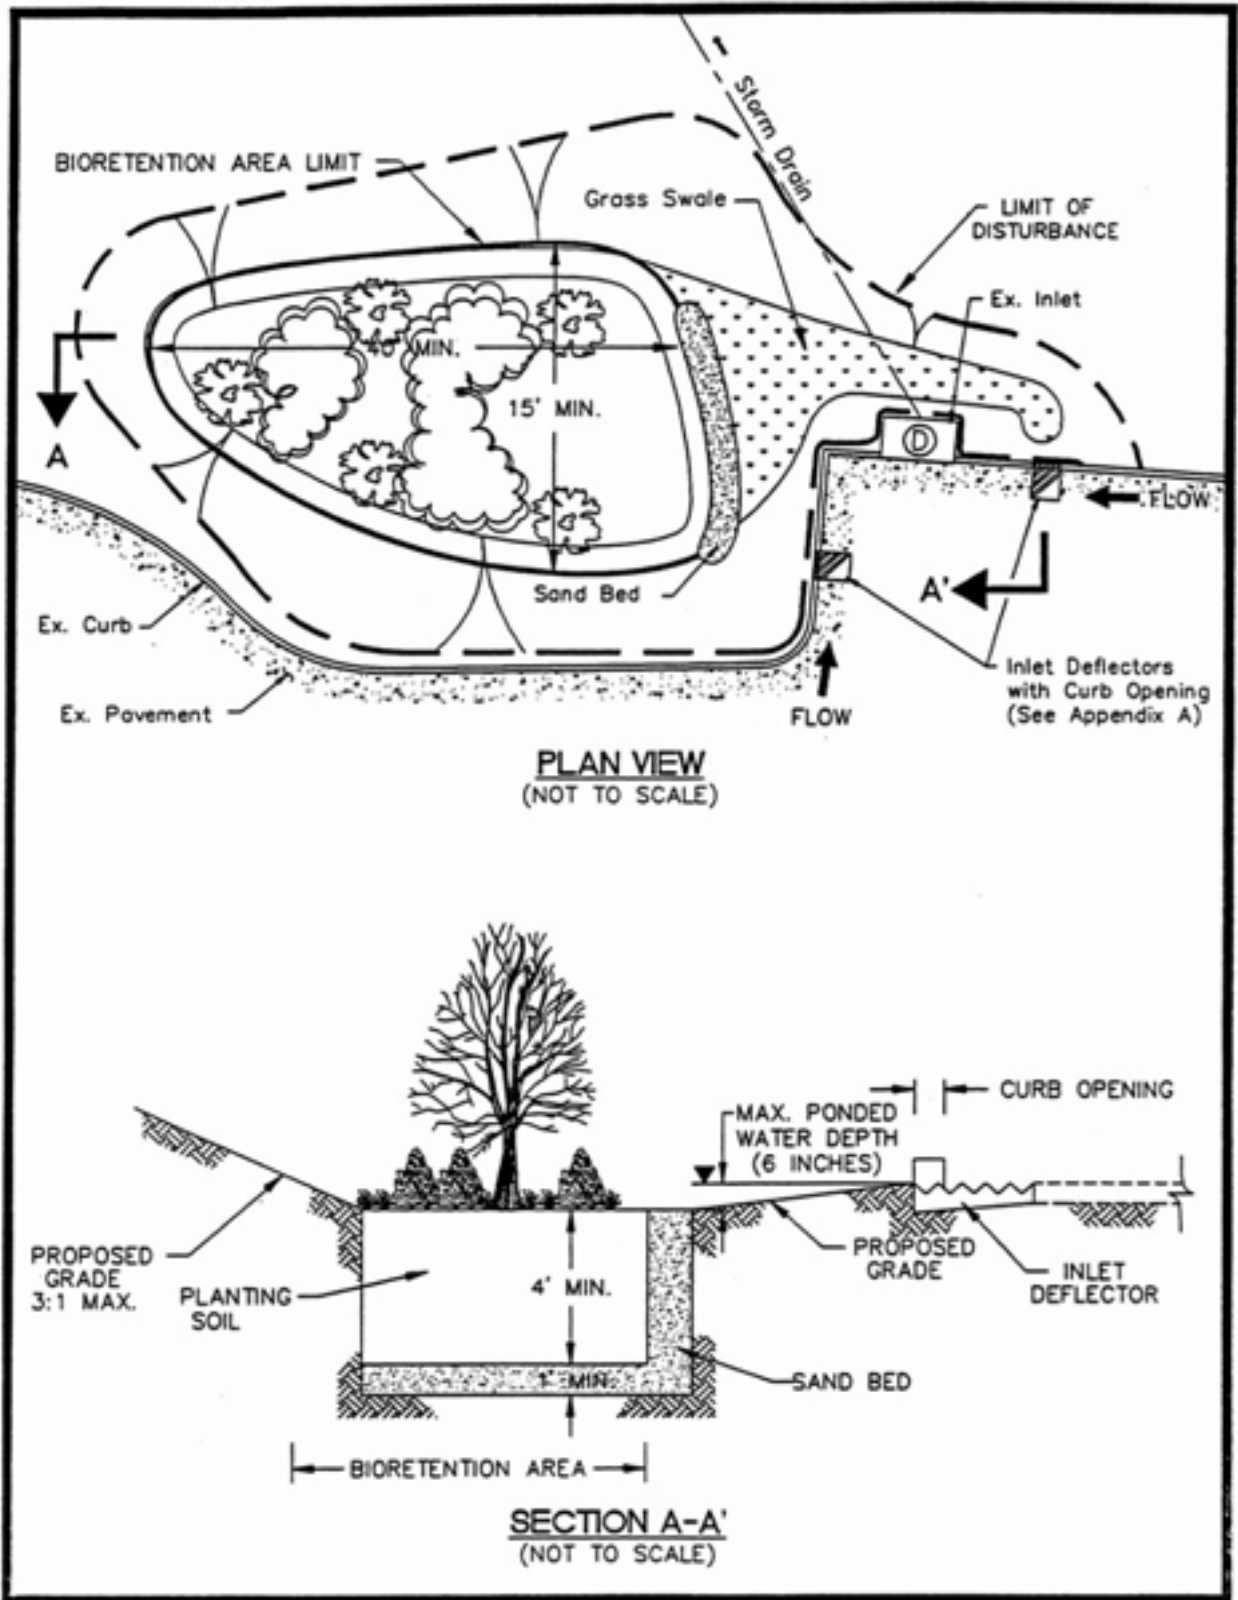 Storm Drain
BIORETENTION AREA LIMIT
Grass Swale
LIMIT OF
DISTURBANCE
Ex. Inlet
40' MIN.
15' MIN.
D
A
FLOW
A'
Sand Bed
Ex. Curb
Inlet Deflectors
with Curb Opening
(See Appendix A)
Ex. Pavement
FLOW
PLAN VIEW
(NOT TO SCALE)
CURB OPENING
MAX. PONDED
WATER DEPTH
(6 INCHES)
PROPOSED
GRADE
3:1 MAX.
PLANTING
SOIL
4' MIN.
PROPOSED
GRADE
INLET
DEFLECTOR
1' MIN.
SAND BED
BIORETENTION AREA
SECTION A-A'
(NOT TO SCALE)